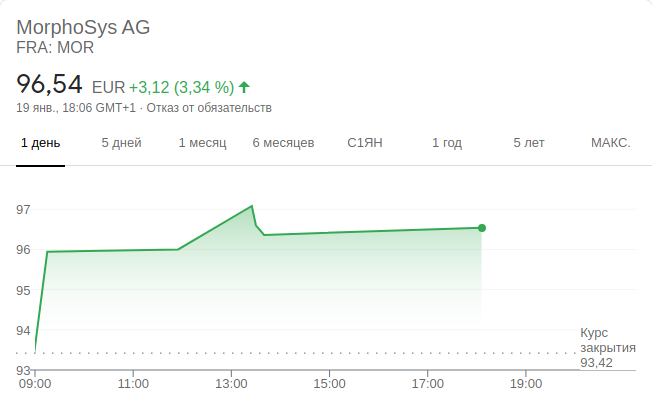 MorphoSys AG
FRA: MOR
96,54 EUR +3,12 (3,34 %)
19 янв., 18:06 GMT+1 · Отказ от обязательств
1 день 5 дней 1 месяц 6 месяцев С1ЯН 1 год 5 лет МАКС.
97
96
95
94
93
Курс
закрытия
93,42
09:00 11:00 13:00 15:00 17:00 19:00